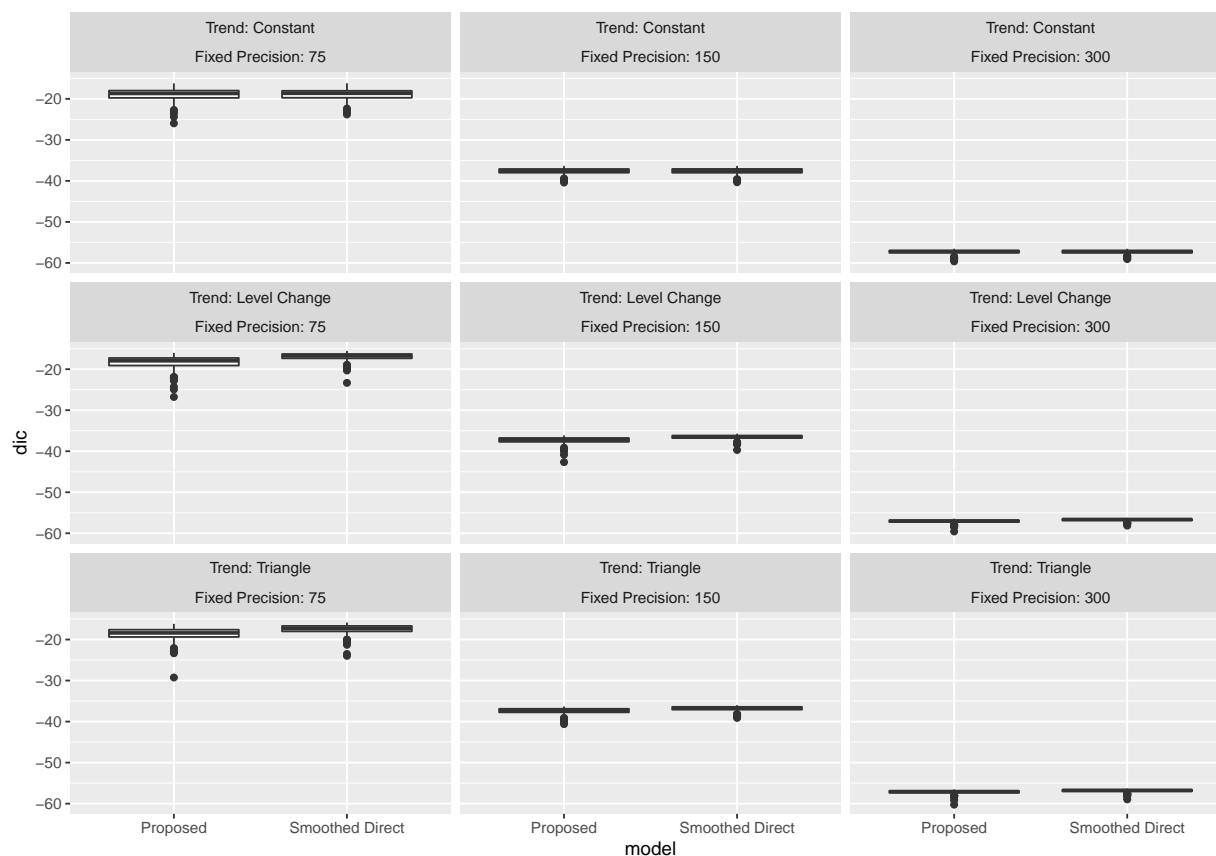 Trend: Constant
Fixed Precision: 75
Trend: Constant
Fixed Precision: 150
Trend: Constant
Fixed Precision: 300
−20
−30
−40
−50
−60
Trend: Level Change
Fixed Precision: 75
Trend: Level Change
Fixed Precision: 150
Trend: Level Change
Fixed Precision: 300
−20
−30
−40
−50
−60
dic
Trend: Triangle
Fixed Precision: 75
Trend: Triangle
Fixed Precision: 150
Trend: Triangle
Fixed Precision: 300
−20
−30
−40
−50
−60
Proposed Smoothed Direct Proposed Smoothed Direct Proposed Smoothed Direct
model